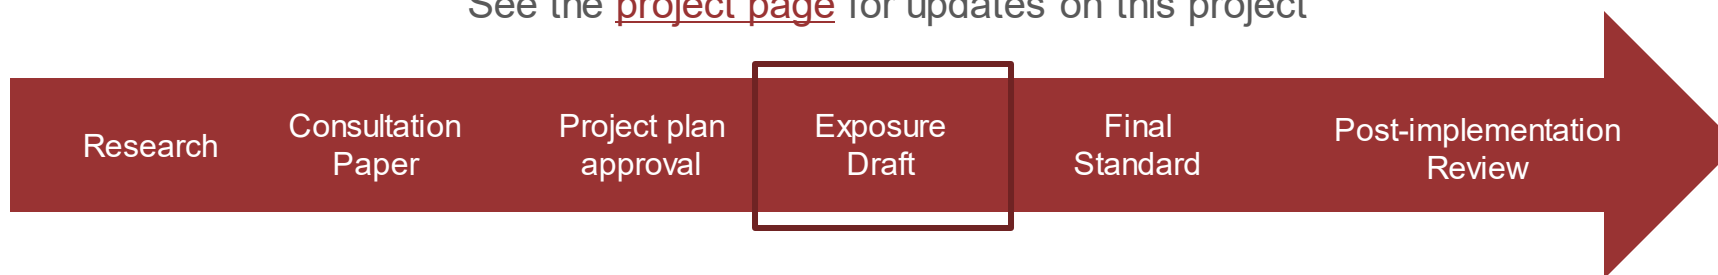 See the project page for updates on this project
Research
Consultation
Paper
Project plan
approval
Exposure
Draft
Final
Standard
Post-implementation
Review